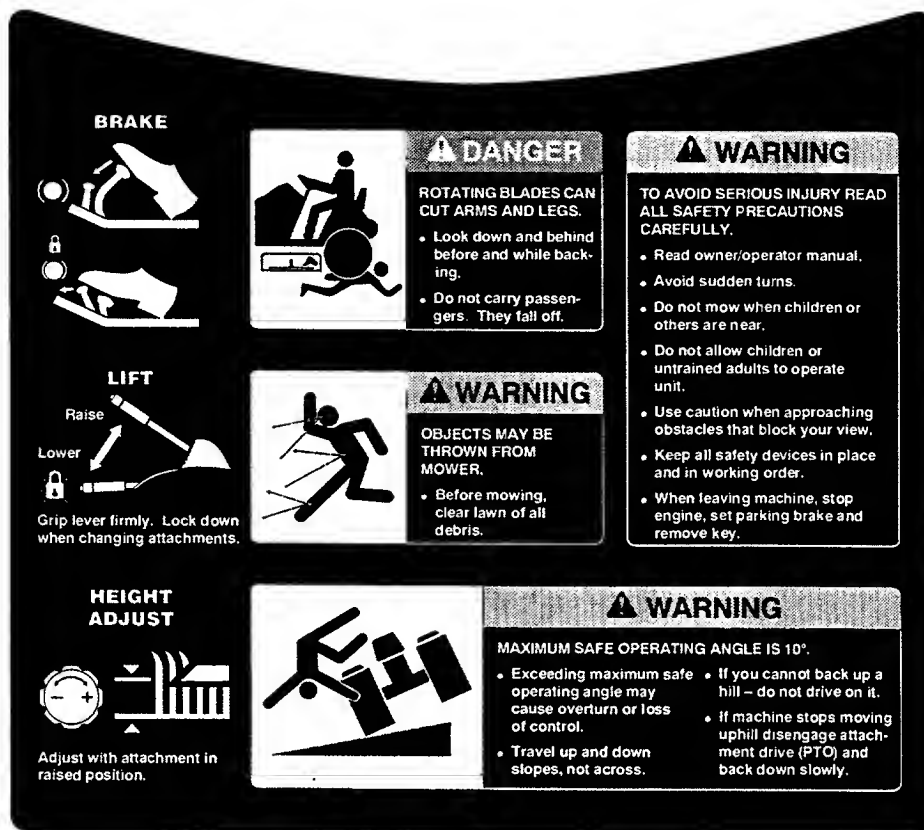 BRAKE
LIFT
Raise
Lower
Grip lever firmly. Lock down
when changing attachments.
HEIGHT
ADJUST
− +
Adjust with attachment in
raised position.
DANGER
ROTATING BLADES CAN
CUT ARMS AND LEGS.
• Look down and behind
before and while back-
ing.
• Do not carry passen-
gers. They fall off.
WARNING
OBJECTS MAY BE
THROWN FROM
MOWER.
• Before mowing,
clear lawn of all
debris.
WARNING
TO AVOID SERIOUS INJURY READ
ALL SAFETY PRECAUTIONS
CAREFULLY.
• Read owner/operator manual.
• Avoid sudden turns.
• Do not mow when children or
others are near.
• Do not allow children or
untrained adults to operate
unit.
• Use caution when approaching
obstacles that block your view.
• Keep all safety devices in place
and in working order.
• When leaving machine, stop
engine, set parking brake and
remove key.
WARNING
MAXIMUM SAFE OPERATING ANGLE IS 10°.
• Exceeding maximum safe
operating angle may
cause overturn or loss
of control.
• Travel up and down
slopes, not across.
• If you cannot back up a
hill – do not drive on it.
• If machine stops moving
uphill disengage attach-
ment drive (PTO) and
back down slowly.